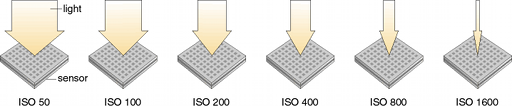 light
sensor
ISO 50
ISO 100
ISO 200
ISO 400
ISO 800
ISO 1600